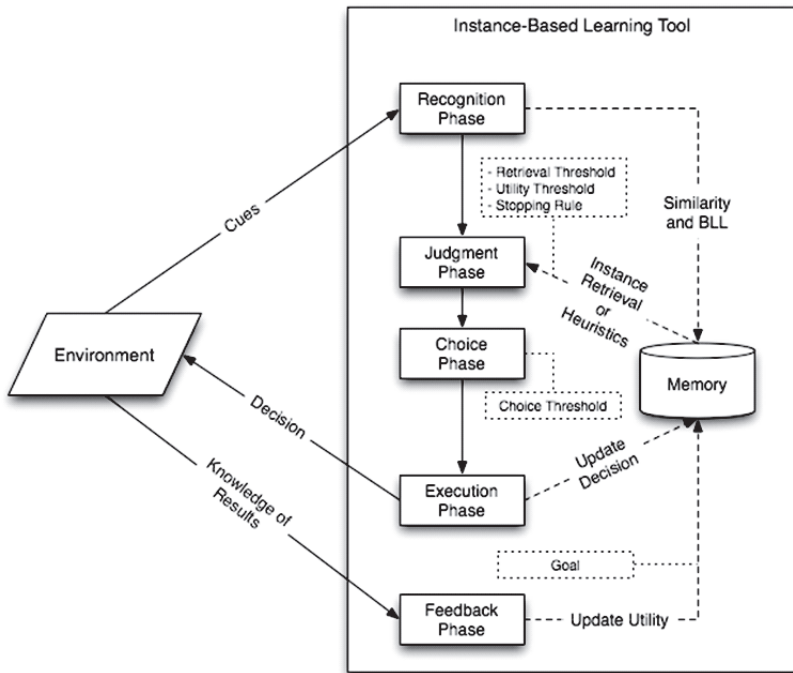 Instance-Based Learning Tool
Recognition
Phase
Cues
- Retrieval Threshold
- Utility Threshold
- Stopping Rule
Similarity
and BLL
Judgment
Phase
Instance
Retrieval
or
Heuristics
Environment
Choice
Phase
Memory
Choice Threshold
Decision
Execution
Phase
Update
Decision
Knowledge of
Results
Goal
Feedback
Phase
Update Utility